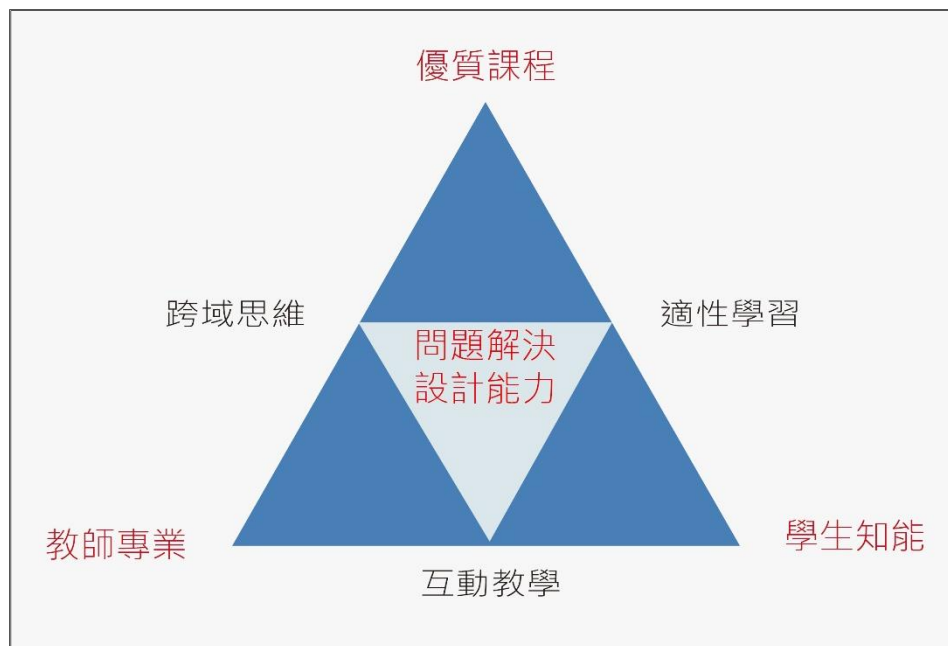 優質課程
跨域思維
適性學習
問題解決
設計能力
教師專業
學生知能
互動教學